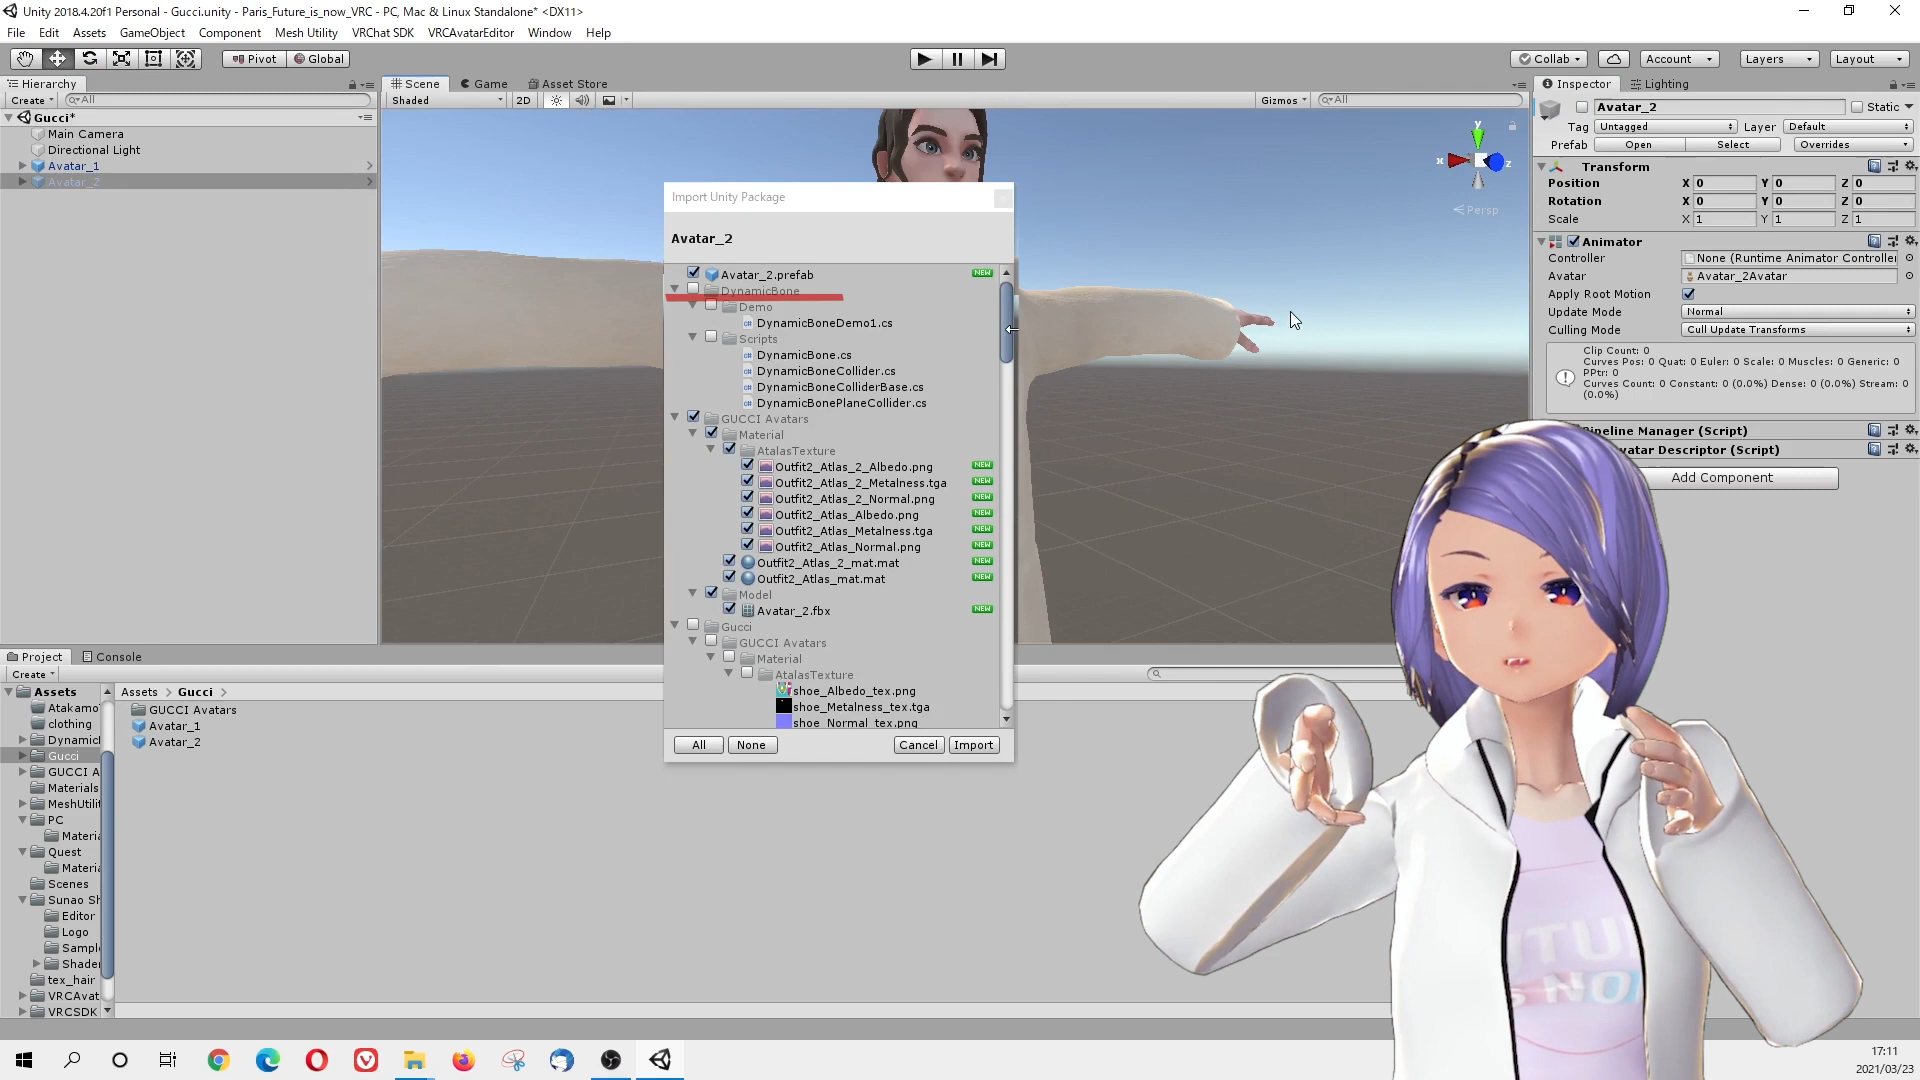 Unity 2018.4.20f1 Personal - Gucci.unity - Paris_Future_is_now_VRC - PC, Mac & Linux Standalone* <DX11>
File Edit Assets GameObject Component Mesh Utility VRChat SDK VRCAvatarEditor Window Help
Pivot Global Collab Account Layers Layout
Hierarchy
Create All
Gucci*
Main Camera
Directional Light
Avatar_1
Avatar_2
Scene Game Asset Store
Shaded 2D Gizmos All
y
x
z
Persp
Import Unity Package
Avatar_2
Avatar_2.prefab NEW
DynamicBone
Demo
DynamicBoneDemo1.cs
Scripts
DynamicBone.cs
DynamicBoneCollider.cs
DynamicBoneColliderBase.cs
DynamicBonePlaneCollider.cs
GUCCI Avatars
Material
AtalasTexture
Outfit2_Atlas_2_Albedo.png NEW
Outfit2_Atlas_2_Metalness.tga NEW
Outfit2_Atlas_2_Normal.png NEW
Outfit2_Atlas_Albedo.png NEW
Outfit2_Atlas_Metalness.tga NEW
Outfit2_Atlas_Normal.png NEW
Outfit2_Atlas_2_mat.mat NEW
Outfit2_Atlas_mat.mat NEW
Model
Avatar_2.fbx NEW
Gucci
GUCCI Avatars
Material
AtalasTexture
shoe_Albedo_tex.png
shoe_Metalness_tex.tga
shoe_Normal_tex.png
All None Cancel Import
Inspector Lighting
Avatar_2 Static
Tag Untagged Layer Default
Prefab Open Select Overrides
Transform
Position X 0 Y 0 Z 0
Rotation X 0 Y 0 Z 0
Scale X 1 Y 1 Z 1
Animator
Controller None (Runtime Animator Controller
Avatar Avatar_2Avatar
Apply Root Motion
Update Mode Normal
Culling Mode Cull Update Transforms
Clip Count: 0
Curves Pos: 0 Quat: 0 Euler: 0 Scale: 0 Muscles: 0 Generic: 0
PPtr: 0
Curves Count: 0 Constant: 0 (0.0%) Dense: 0 (0.0%) Stream: 0
(0.0%)
ipeline Manager (Script)
vatar Descriptor (Script)
Add Component
Project Console
Create
Assets
Atakamo
clothing
Dynamicl
Gucci
GUCCI A
Materials
MeshUtilit
PC
Materia
Quest
Materia
Scenes
Sunao Sh
Editor
Logo
Sampl
Shade
tex_hair
VRCAvat
VRCSDK
Assets > Gucci >
GUCCI Avatars
Avatar_1
Avatar_2
17:11
2021/03/23